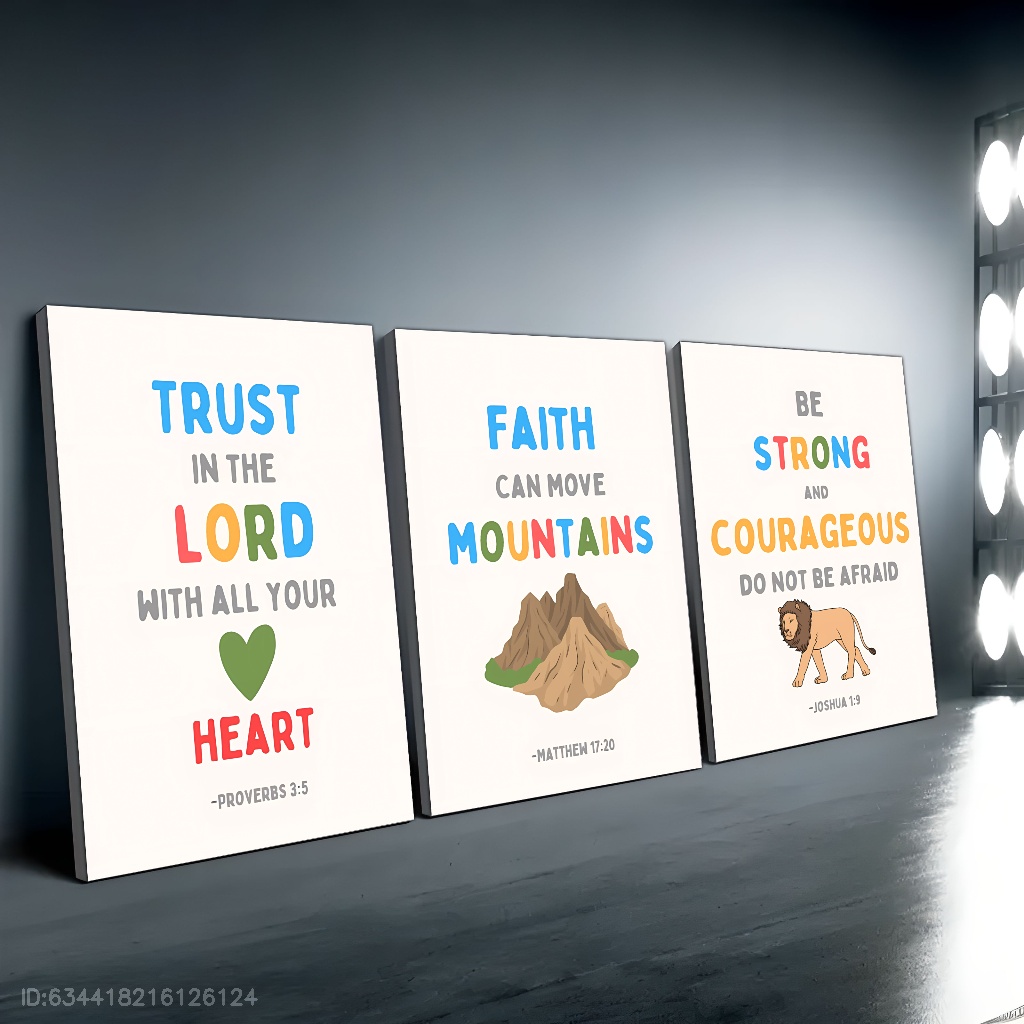 TRUST
IN THE
LORD
WITH ALL YOUR
HEART
-PROVERBS 3:5
FAITH
CAN MOVE
MOUNTAINS
-MATTHEW 17:20
BE
STRONG
AND
COURAGEOUS
DO NOT BE AFRAID
-JOSHUA 1:9
ID:634418216126124